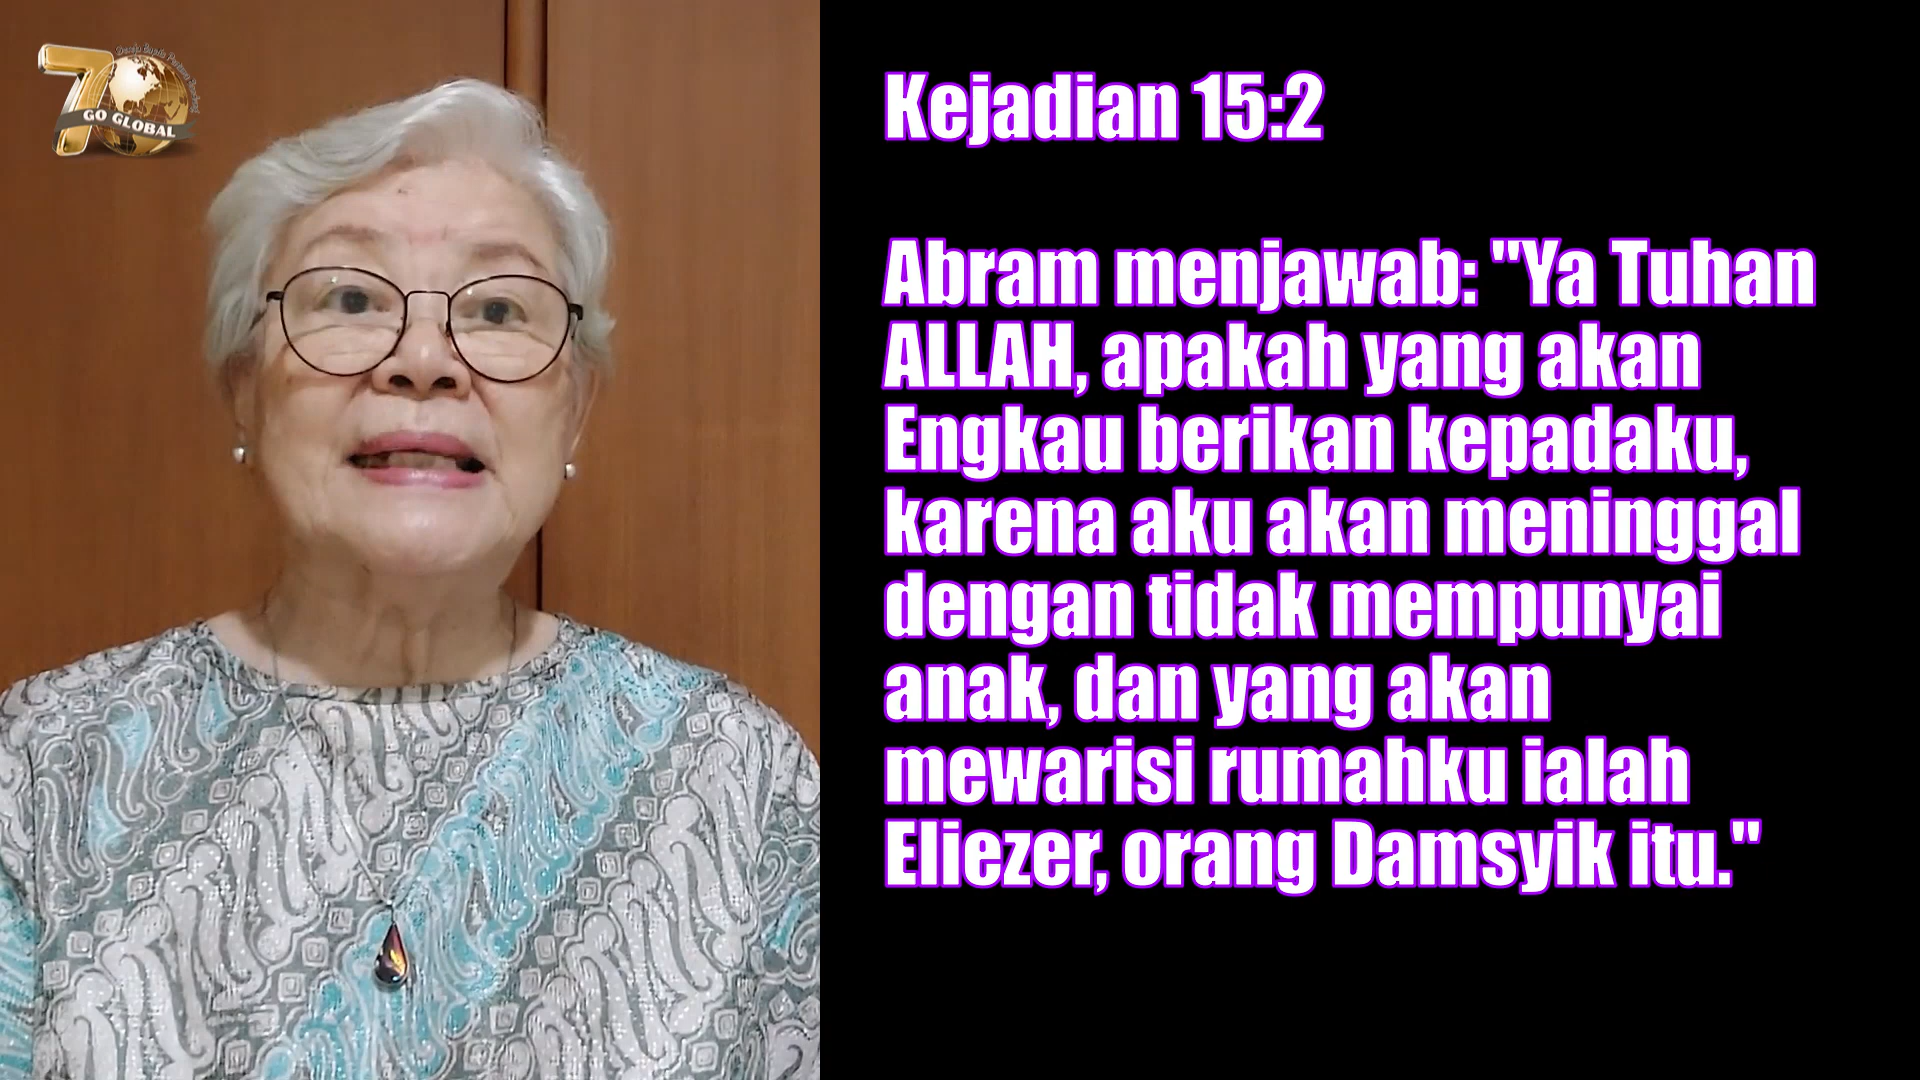 70
GO GLOBAL
Kejadian 15:2
Abram menjawab: "Ya Tuhan
ALLAH, apakah yang akan
Engkau berikan kepadaku,
karena aku akan meninggal
dengan tidak mempunyai
anak, dan yang akan
mewarisi rumahku ialah
Eliezer, orang Damsyik itu."